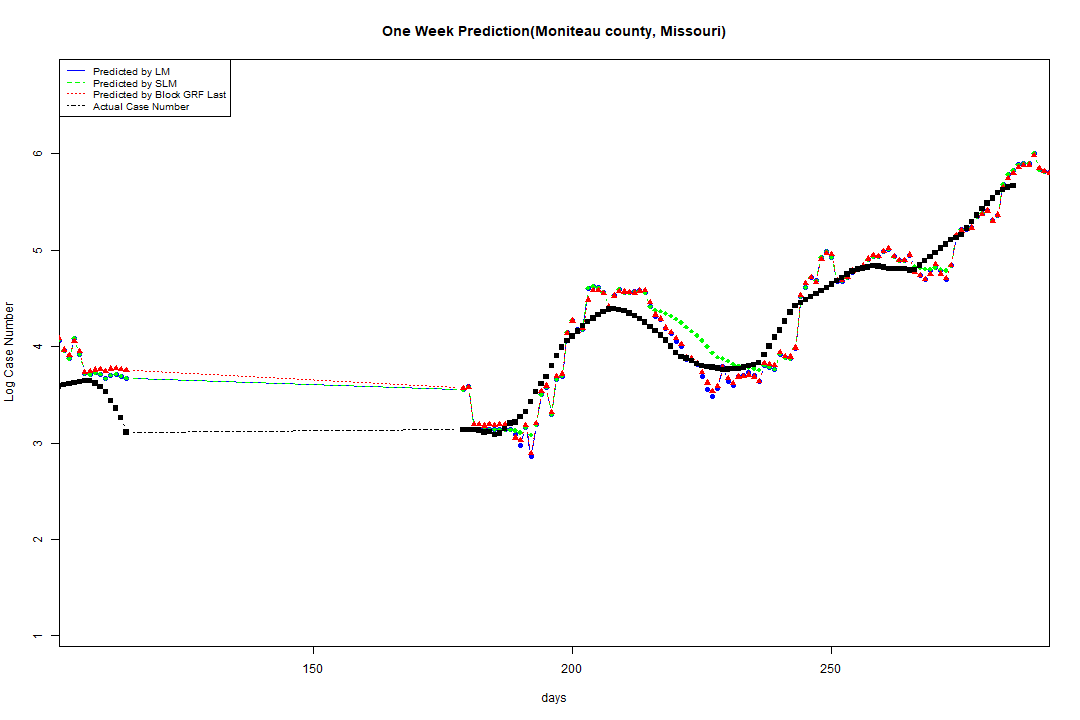 One Week Prediction(Moniteau county, Missouri)
Predicted by LM
Predicted by SLM
Predicted by Block GRF Last
Actual Case Number
6
5
4
3
2
1
Log Case Number
150 200 250
days